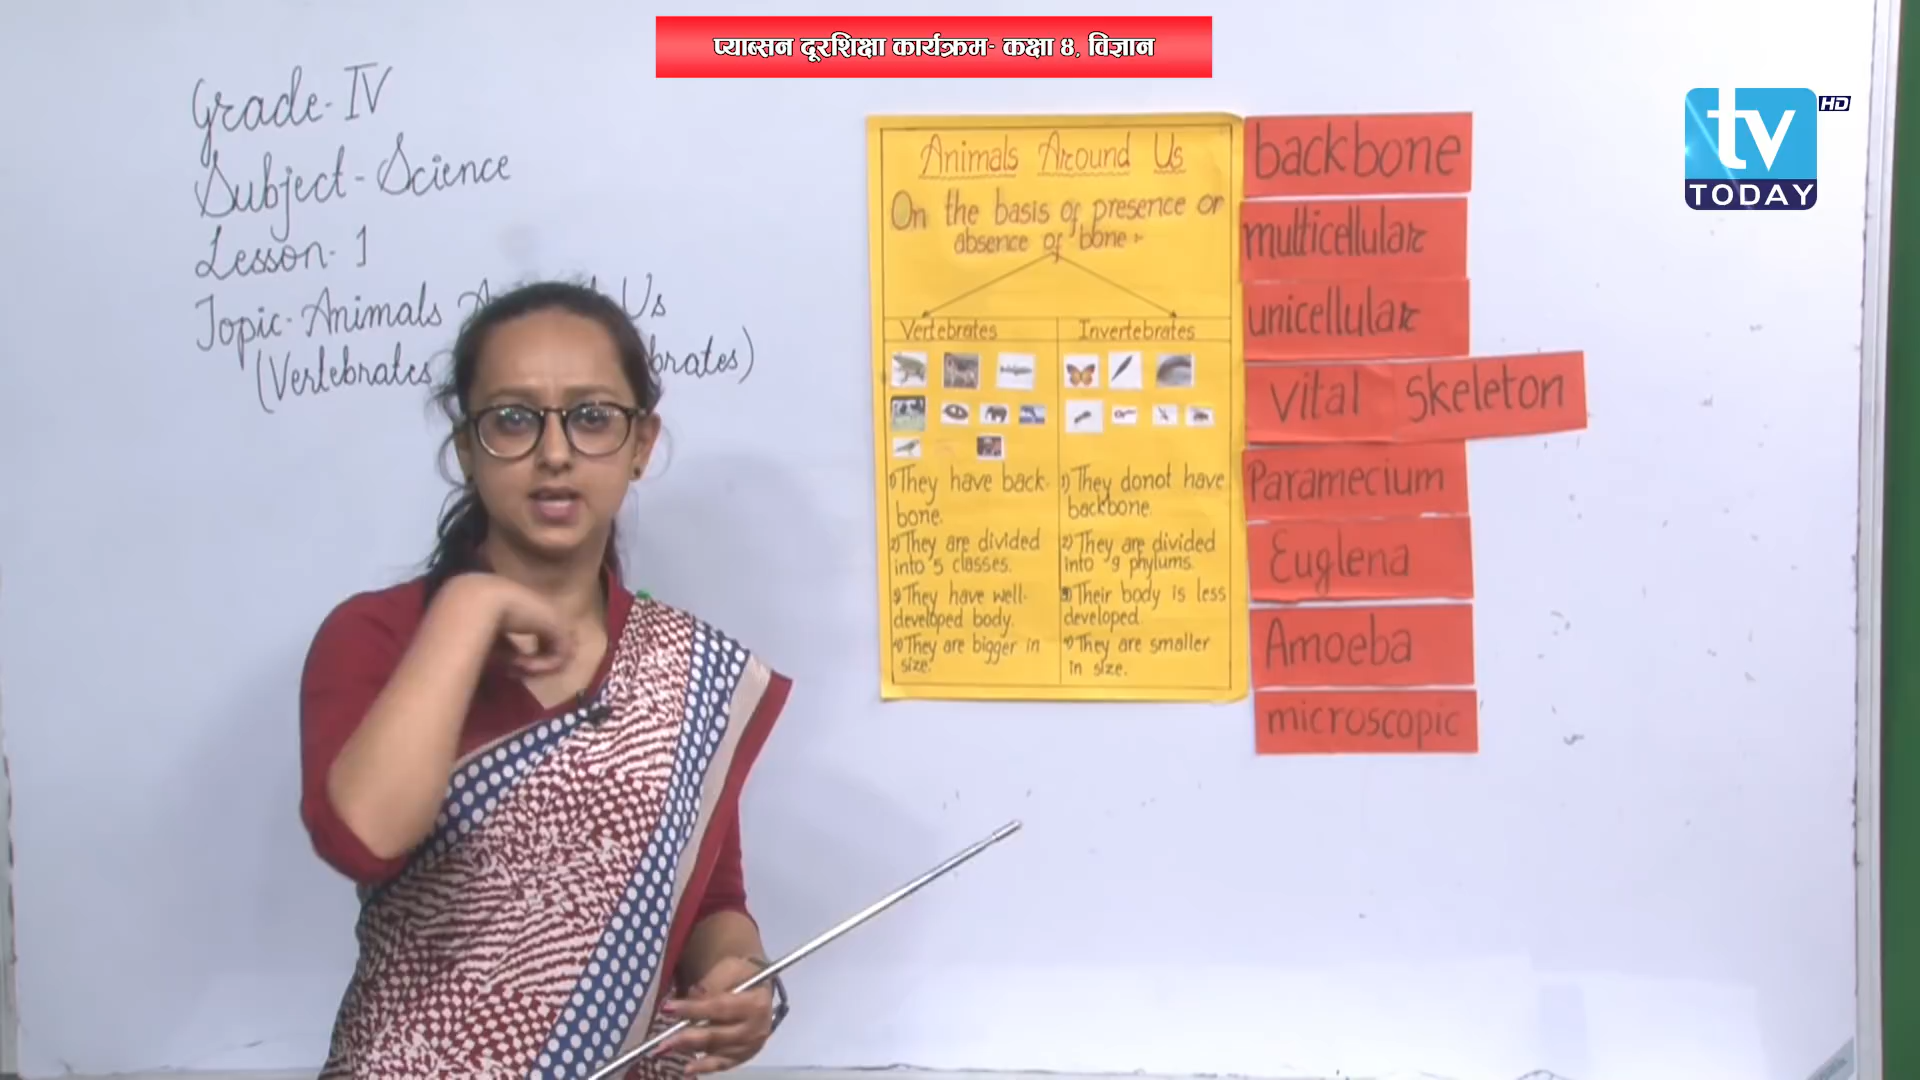 प्याब्सन दूरशिक्षा कार्यक्रम- कक्षा ४, विज्ञान
tv HD
TODAY
Grade-IV
Subject-Science
Lesson-1
Topic-Animals Us
(Vertebrates brates)
Animals Around Us
On the basis of presence or
absence of bone:-
Vertebrates
Invertebrates
1) They have back-
bone.
2) They are divided
into 5 classes.
3) They have well-
developed body.
4) They are bigger in
size.
1) They donot have
backbone.
2) They are divided
into 9 phylums.
3) Their body is less
developed.
4) They are smaller
in size.
backbone
multicellular
unicellular
Vital
Skeleton
Paramecium
Euglena
Amoeba
microscopic